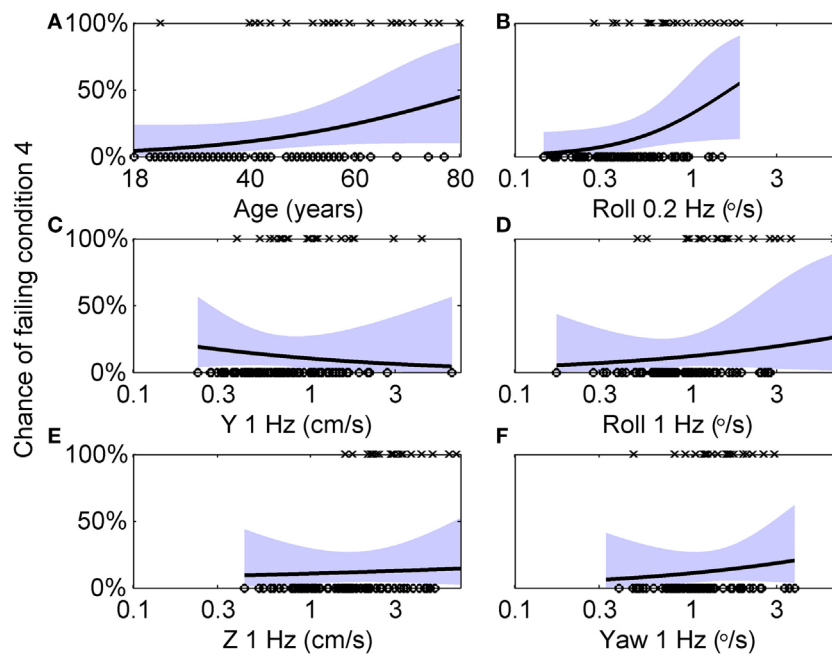 Chance of failing condition 4
A
100%
50%
0%
18 40 60 80
Age (years)
B
0.1 0.3 1 3
Roll 0.2 Hz (°/s)
C
100%
50%
0%
0.1 0.3 1 3
Y 1 Hz (cm/s)
D
0.1 0.3 1 3
Roll 1 Hz (°/s)
E
100%
50%
0%
0.1 0.3 1 3
Z 1 Hz (cm/s)
F
0.1 0.3 1 3
Yaw 1 Hz (°/s)